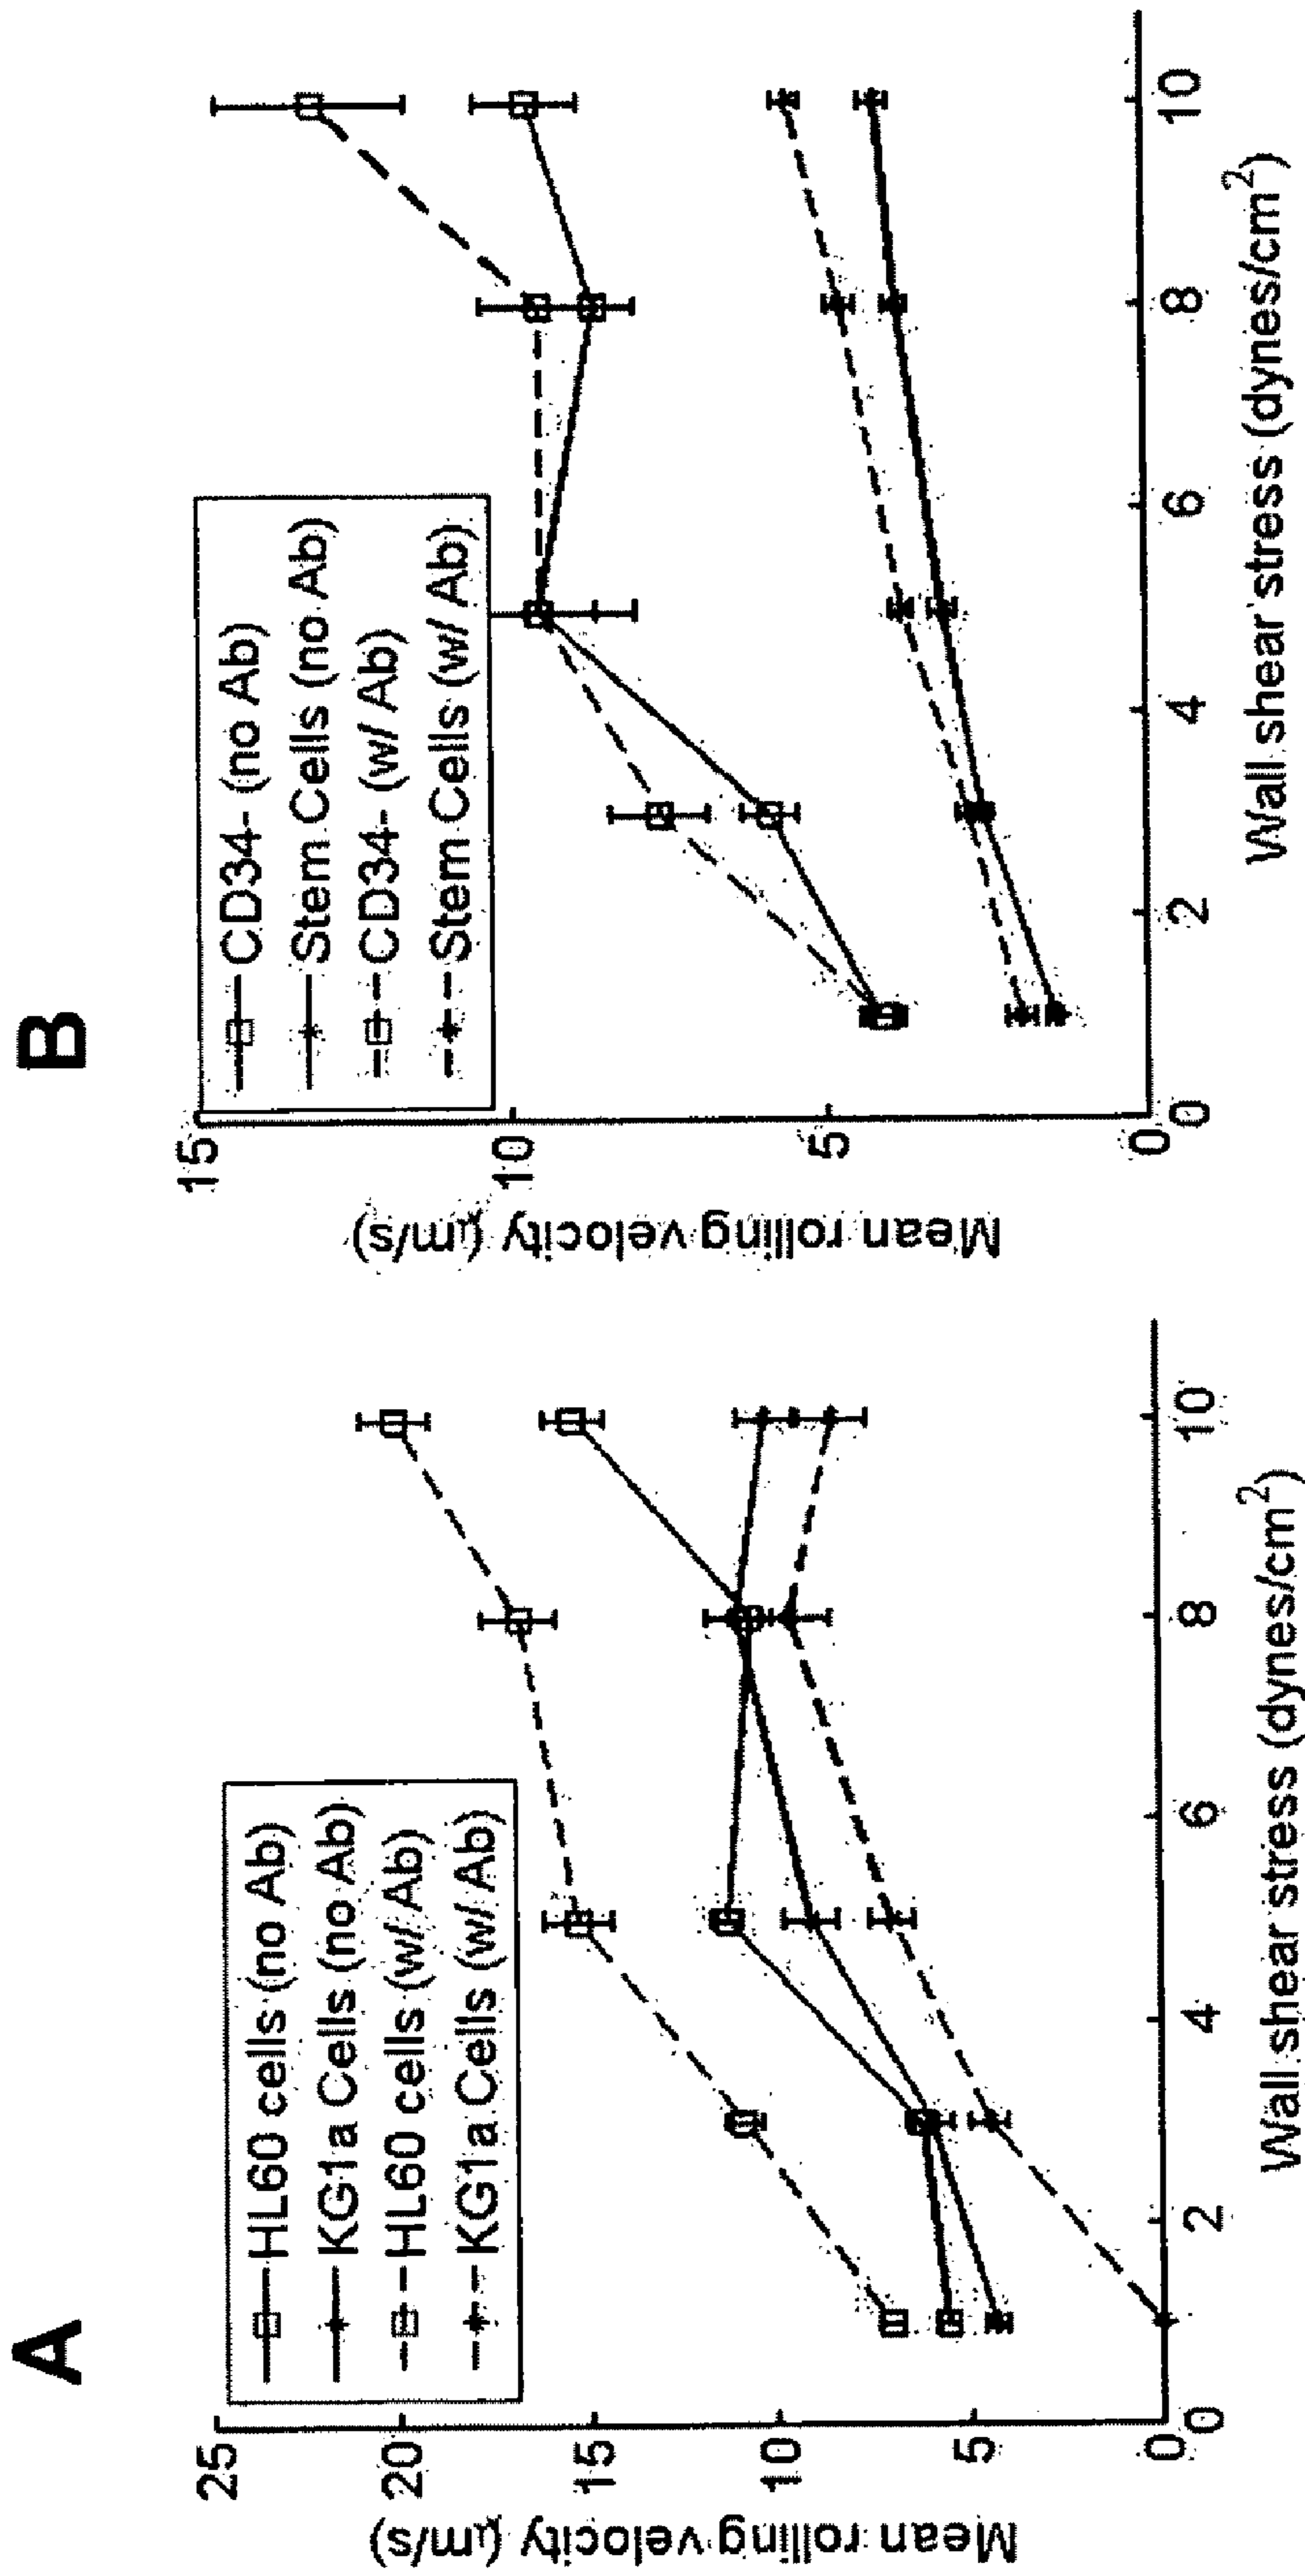 A
HL60 cells (no Ab)
KG1a Cells (no Ab)
HL60 cells (w/ Ab)
KG1a Cells (w/ Ab)
25
20
15
10
5
0
Mean rolling velocity (μm/s)
0 2 4 6 8 10
Wall shear stress (dynes/cm²)
B
CD34- (no Ab)
Stem Cells (no Ab)
CD34- (w/ Ab)
Stem Cells (w/ Ab)
15
10
5
0
Mean rolling velocity (μm/s)
0 2 4 6 8 10
Wall shear stress (dynes/cm²)